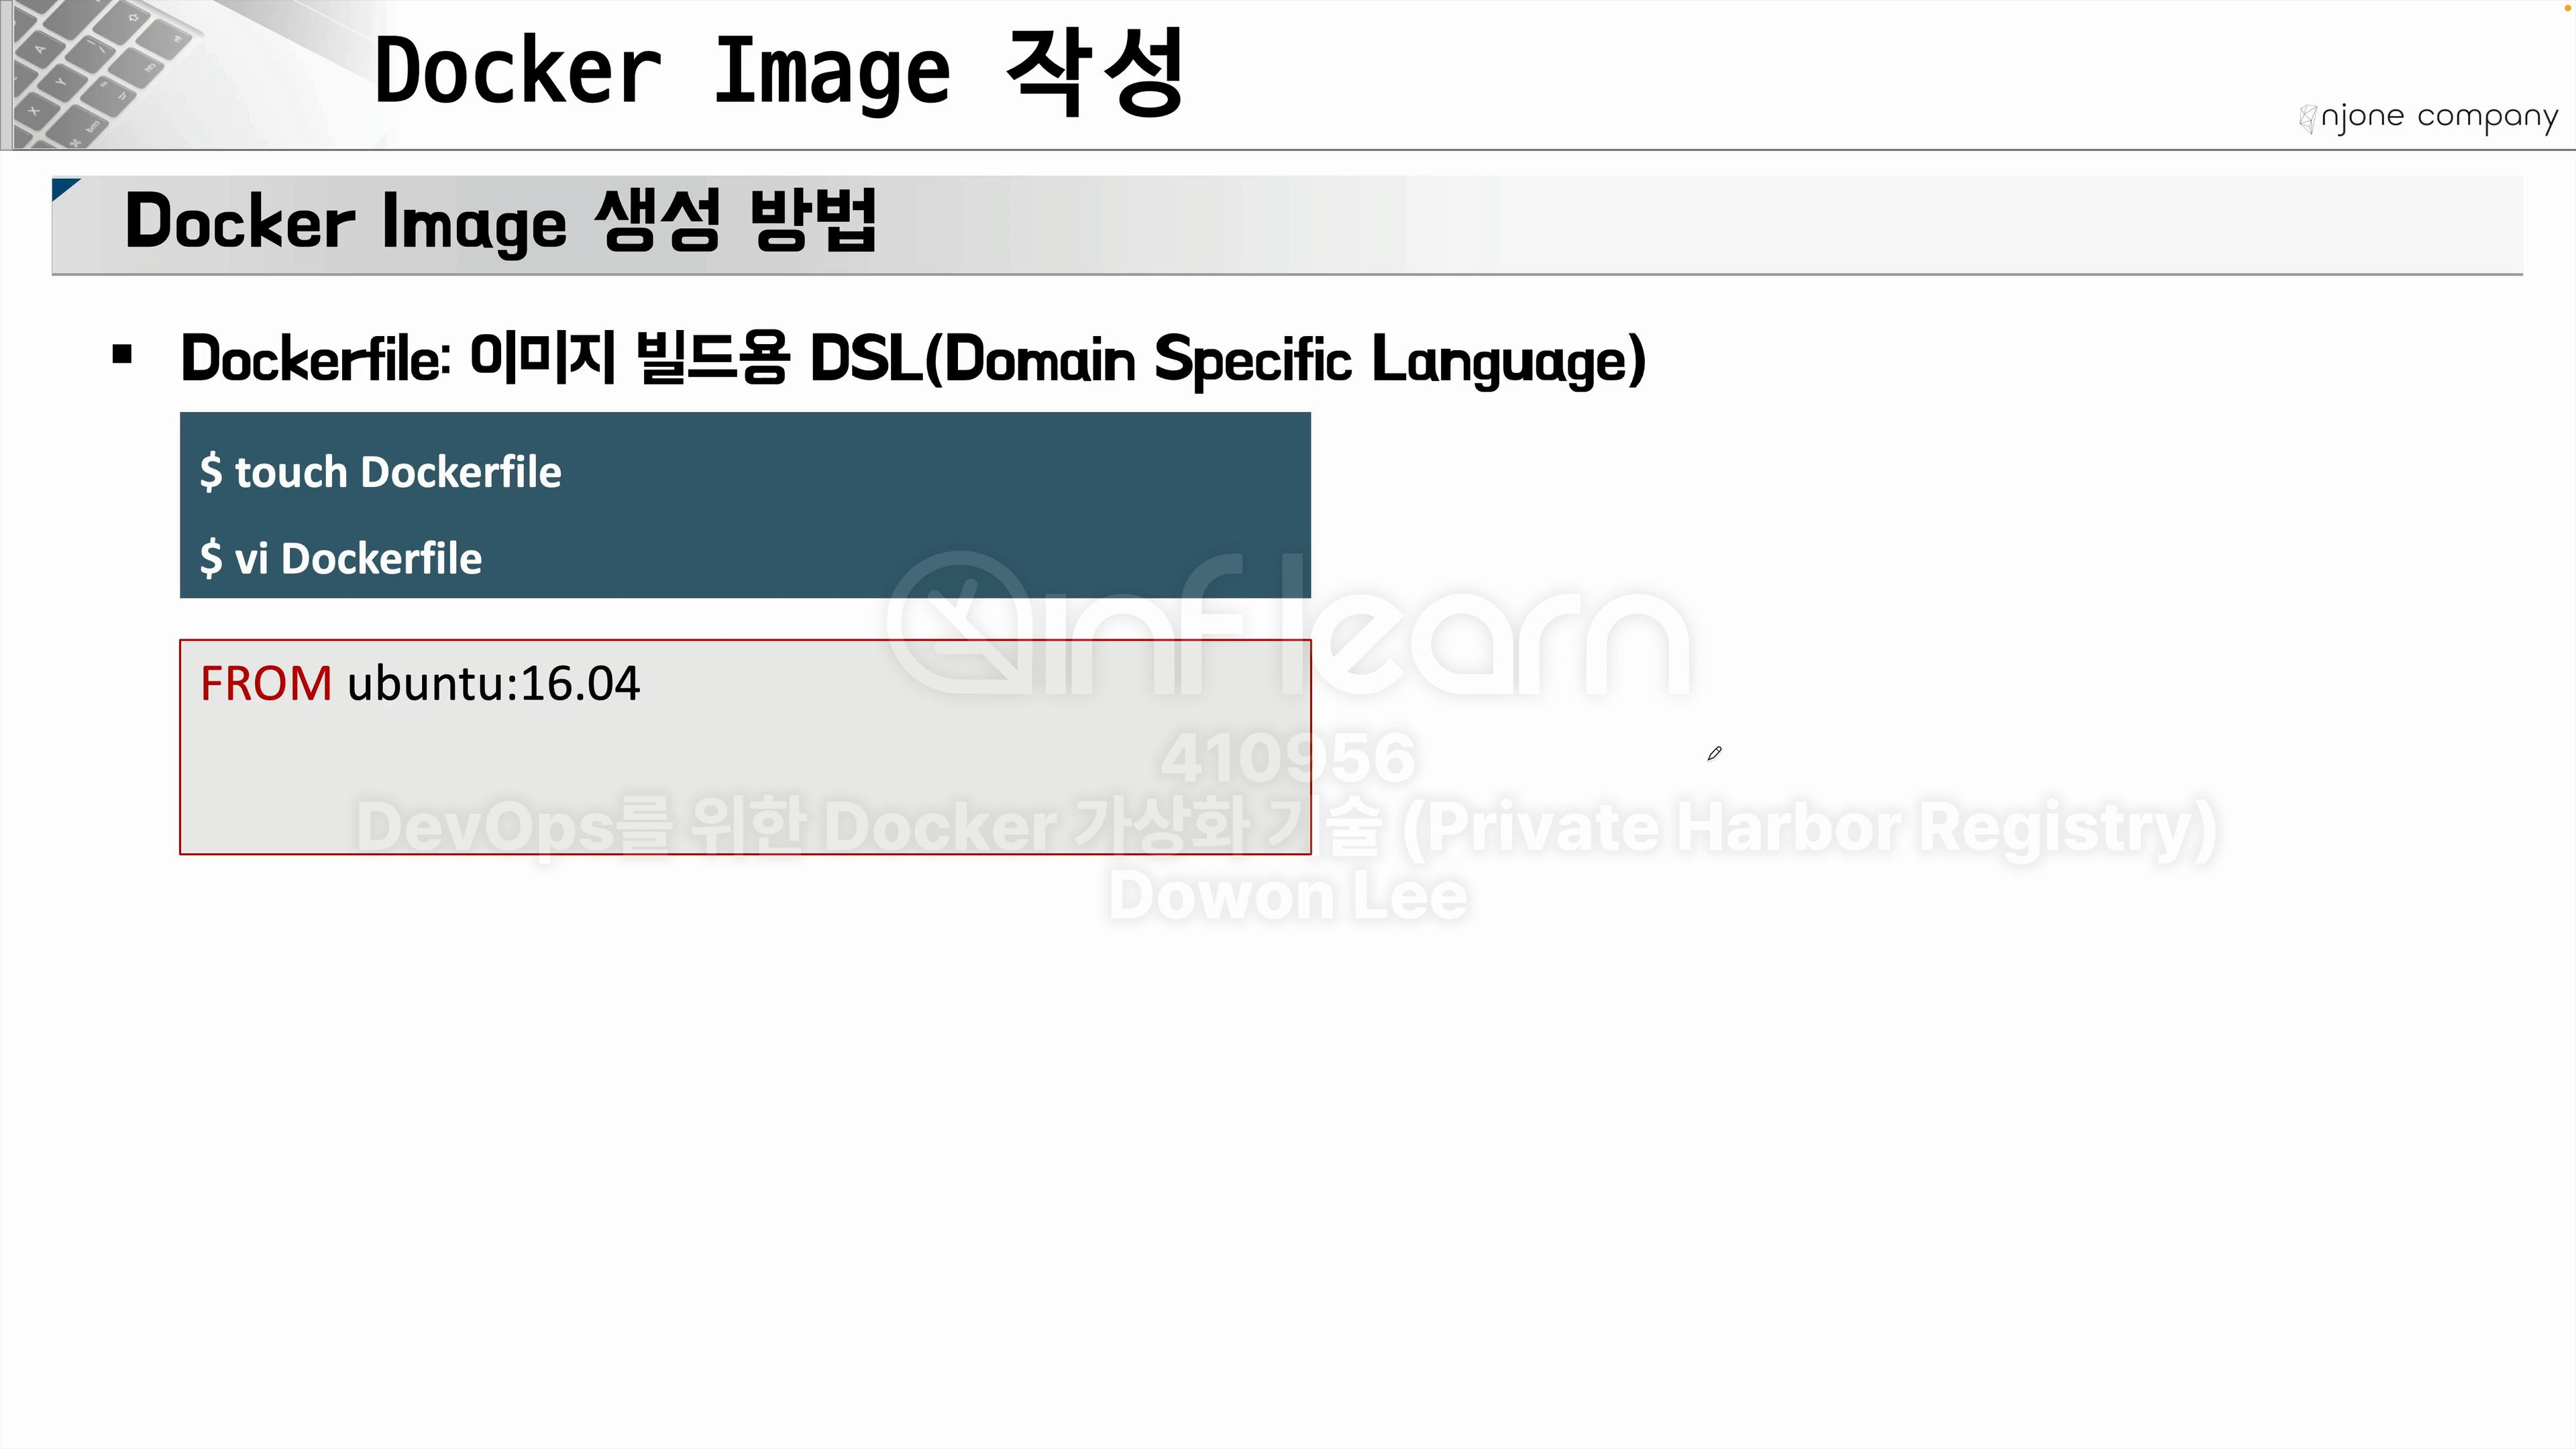 Docker Image 작성
njone company
Docker Image 생성 방법
▪ Dockerfile: 이미지 빌드용 DSL(Domain Specific Language)
$ touch Dockerfile
$ vi Dockerfile
FROM ubuntu:16.04
inflearn
410956
DevOps를 위한 Docker 가상화 기술 (Private Harbor Registry)
Dowon Lee